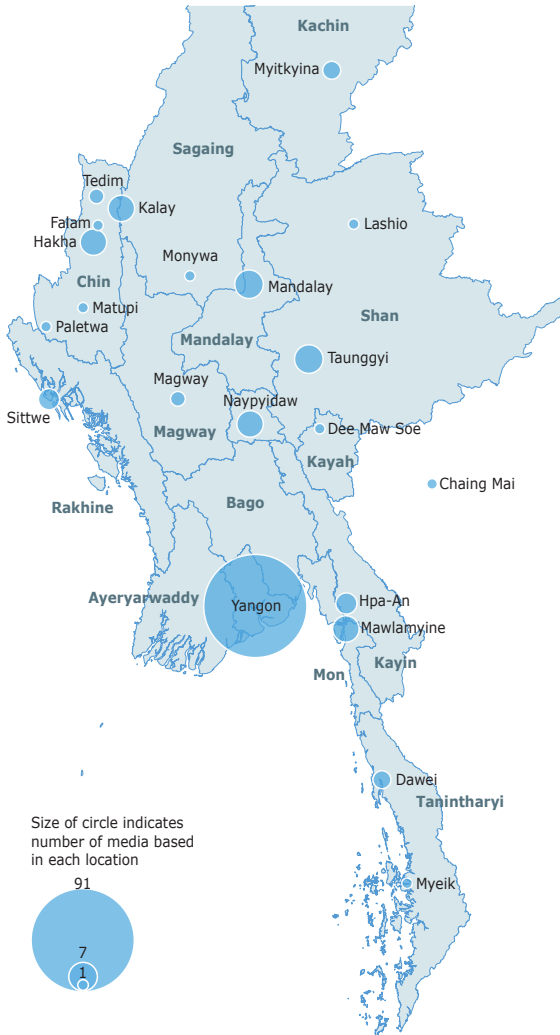 Kachin
Myitkyina
Sagaing
Tedim
Kalay
Falam
Hakha
Lashio
Monywa
Chin
Mandalay
Matupi
Shan
Paletwa
Mandalay
Taunggyi
Magway
Naypyidaw
Sittwe
Dee Maw Soe
Magway
Kayah
Chaing Mai
Rakhine
Bago
Ayeryarwaddy
Yangon
Hpa-An
Mawlamyine
Kayin
Mon
Dawei
Tanintharyi
Size of circle indicates
number of media based
in each location
91
Myeik
7
1